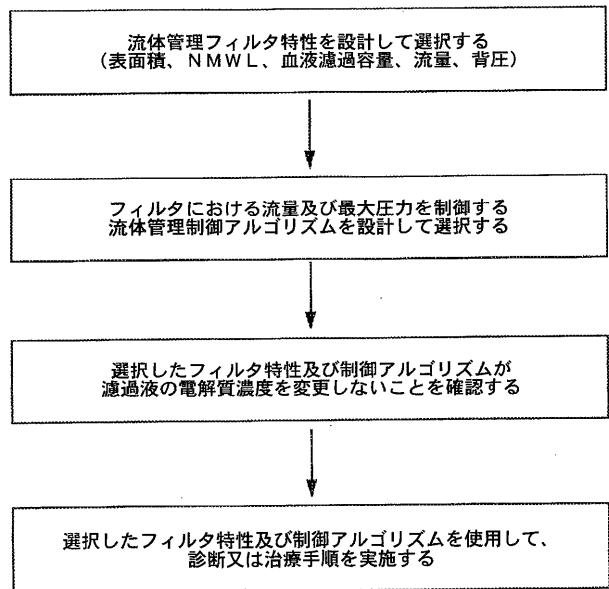 流体管理フィルタ特性を設計して選択する
(表面積、NMWL、血液濾過容量、流量、背圧)
フィルタにおける流量及び最大圧力を制御する
流体管理制御アルゴリズムを設計して選択する
選択したフィルタ特性及び制御アルゴリズムが
濾過液の電解質濃度を変更しないことを確認する
選択したフィルタ特性及び制御アルゴリズムを使用して、
診断又は治療手順を実施する